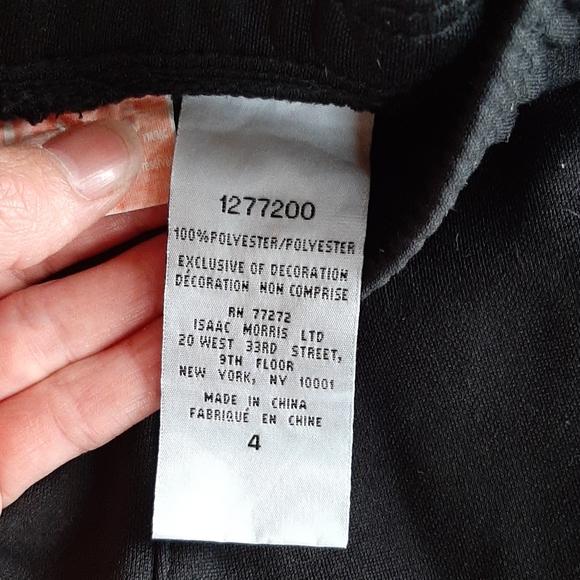 1277200
100%POLYESTER/POLYESTER
EXCLUSIVE OF DECORATION
DÉCORATION NON COMPRISE
RN 77272
ISAAC MORRIS LTD
20 WEST 33RD STREET,
9TH FLOOR
NEW YORK, NY 10001
MADE IN CHINA
FABRIQUÉ EN CHINE
4